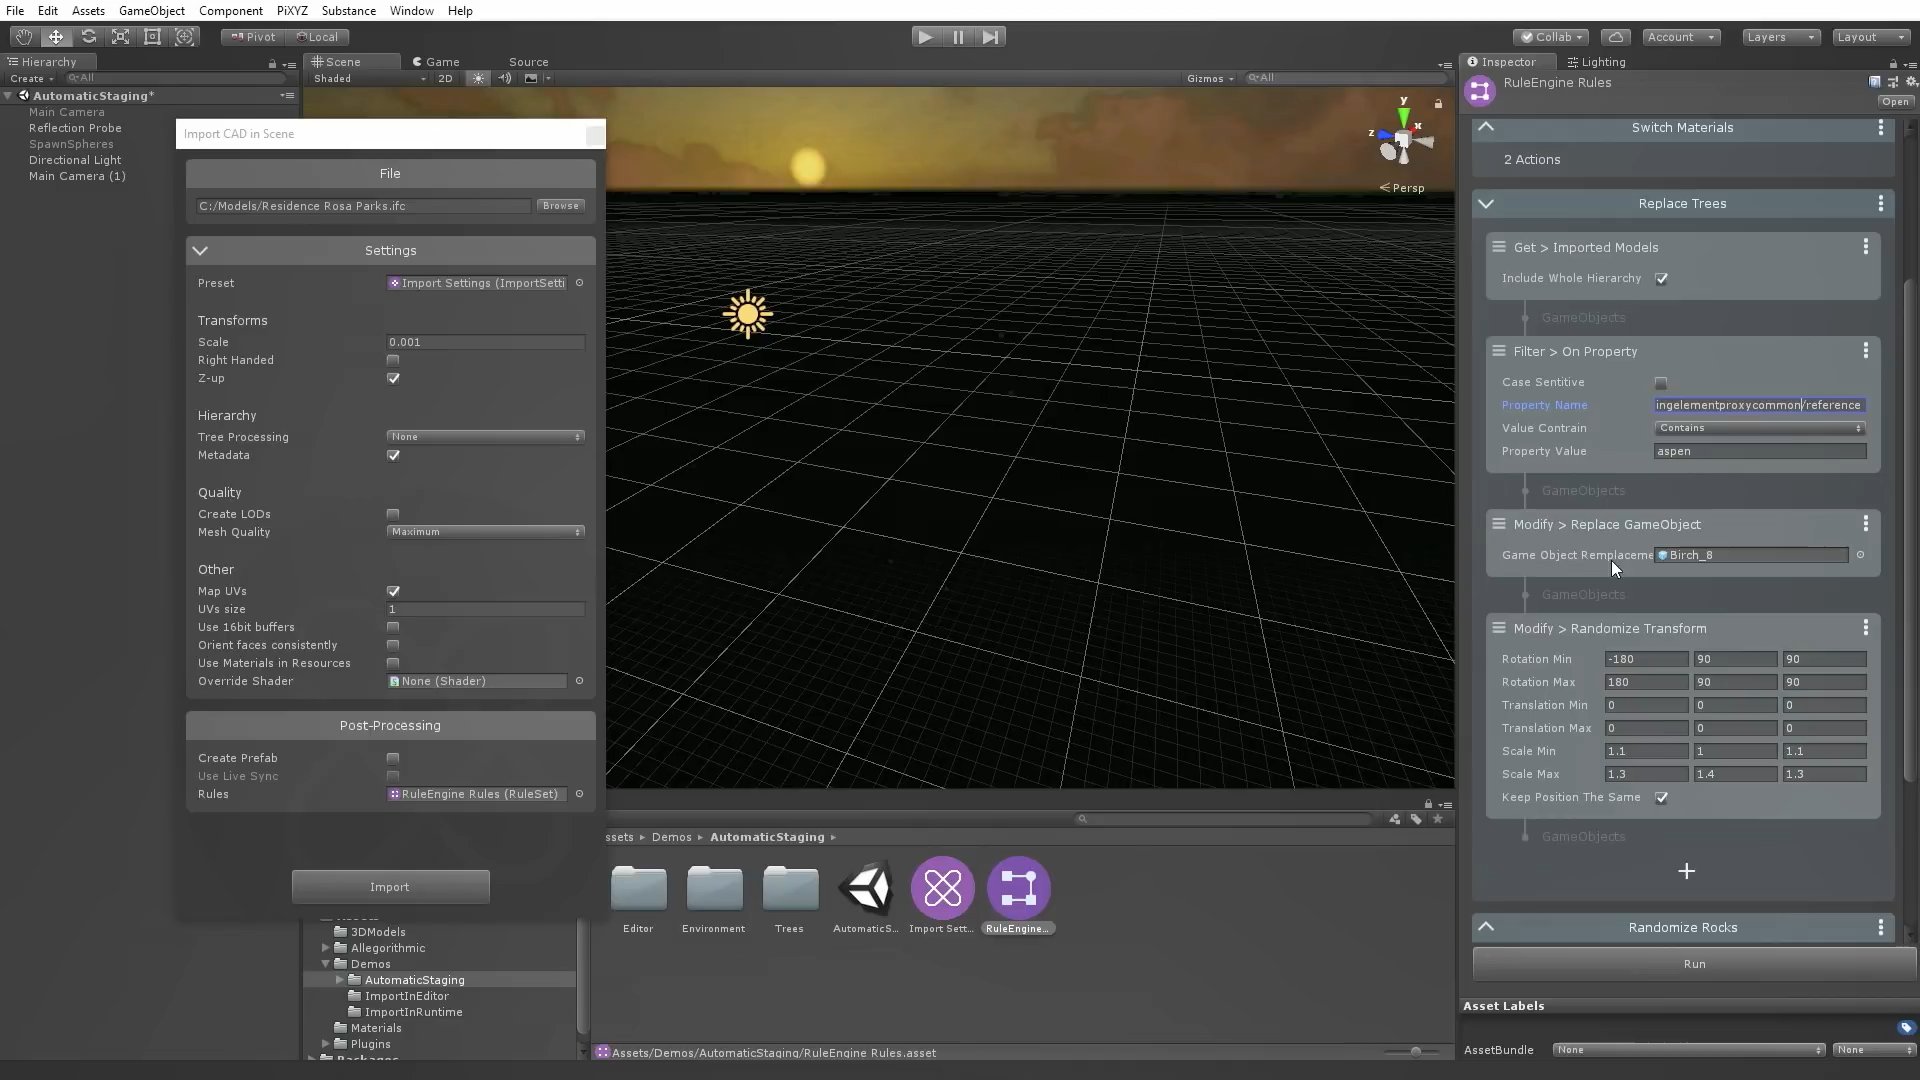 File Edit Assets GameObject Component PiXYZ Substance Window Help
Pivot Local Collab Account Layers Layout
Hierarchy
Create All
AutomaticStaging*
Main Camera
Reflection Probe
SpawnSpheres
Directional Light
Main Camera (1)
Scene Game Source
Shaded 2D Gizmos All
y
x
z
Persp
Import CAD in Scene
File
C:/Models/Residence Rosa Parks.ifc Browse
Settings
Preset Import Settings (ImportSetti
Transforms
Scale 0.001
Right Handed
Z-up
Hierarchy
Tree Processing None
Metadata
Quality
Create LODs
Mesh Quality Maximum
Other
Map UVs
UVs size 1
Use 16bit buffers
Orient faces consistently
Use Materials in Resources
Override Shader None (Shader)
Post-Processing
Create Prefab
Use Live Sync
Rules RuleEngine Rules (RuleSet)
Import
3DModels
Allegorithmic
Demos
AutomaticStaging
ImportInEditor
ImportInRuntime
Materials
Plugins
ssets Demos AutomaticStaging
Editor Environment Trees AutomaticS... Import Sett... RuleEngine...
Assets/Demos/AutomaticStaging/RuleEngine Rules.asset
Inspector Lighting
RuleEngine Rules
Open
Switch Materials
2 Actions
Replace Trees
Get > Imported Models
Include Whole Hierarchy
GameObjects
Filter > On Property
Case Sentitive
Property Name ingelementproxycommon/reference
Value Contrain Contains
Property Value aspen
GameObjects
Modify > Replace GameObject
Game Object Remplaceme Birch_8
GameObjects
Modify > Randomize Transform
Rotation Min -180 90 90
Rotation Max 180 90 90
Translation Min 0 0 0
Translation Max 0 0 0
Scale Min 1.1 1 1.1
Scale Max 1.3 1.4 1.3
Keep Position The Same
GameObjects
+
Randomize Rocks
Run
Asset Labels
AssetBundle None None